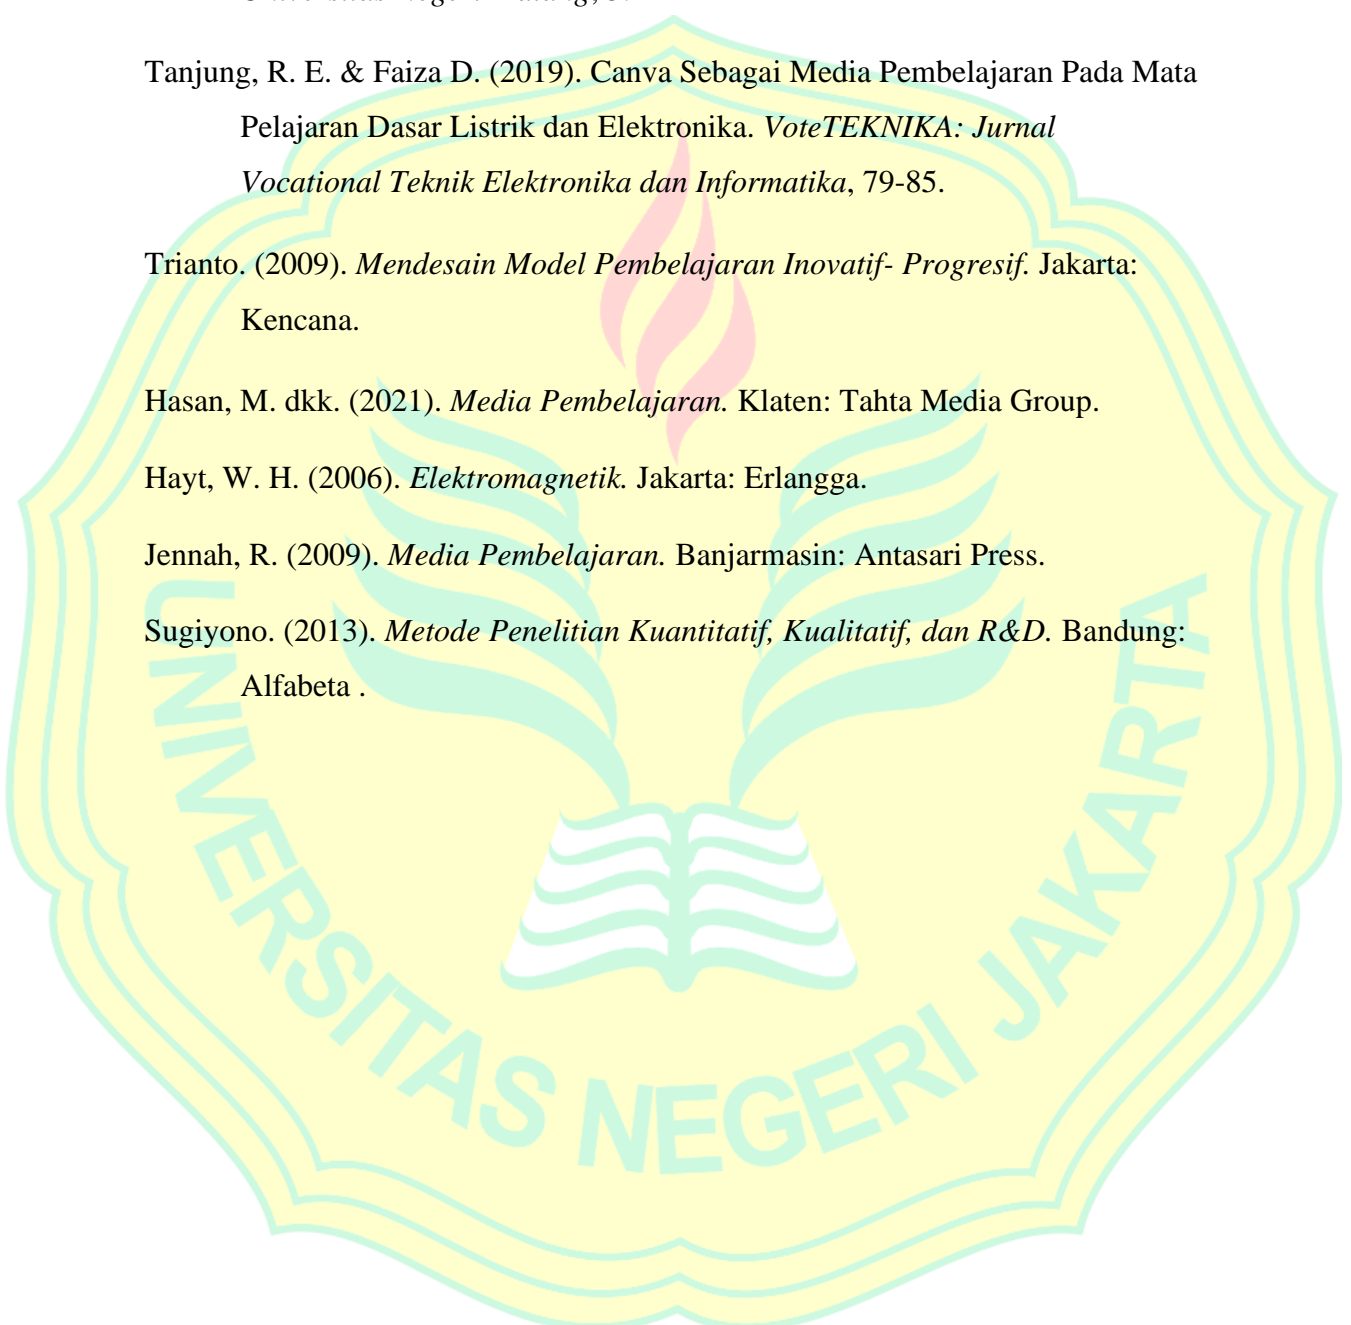 Tanjung, R. E. & Faiza D. (2019). Canva Sebagai Media Pembelajaran Pada Mata
Pelajaran Dasar Listrik dan Elektronika. VoteTEKNIKA: Jurnal
Vocational Teknik Elektronika dan Informatika, 79-85.
Trianto. (2009). Mendesain Model Pembelajaran Inovatif- Progresif. Jakarta:
Kencana.
Hasan, M. dkk. (2021). Media Pembelajaran. Klaten: Tahta Media Group.
Hayt, W. H. (2006). Elektromagnetik. Jakarta: Erlangga.
Jennah, R. (2009). Media Pembelajaran. Banjarmasin: Antasari Press.
Sugiyono. (2013). Metode Penelitian Kuantitatif, Kualitatif, dan R&D. Bandung:
Alfabeta .
UNIVERSITAS NEGERI JAKARTA